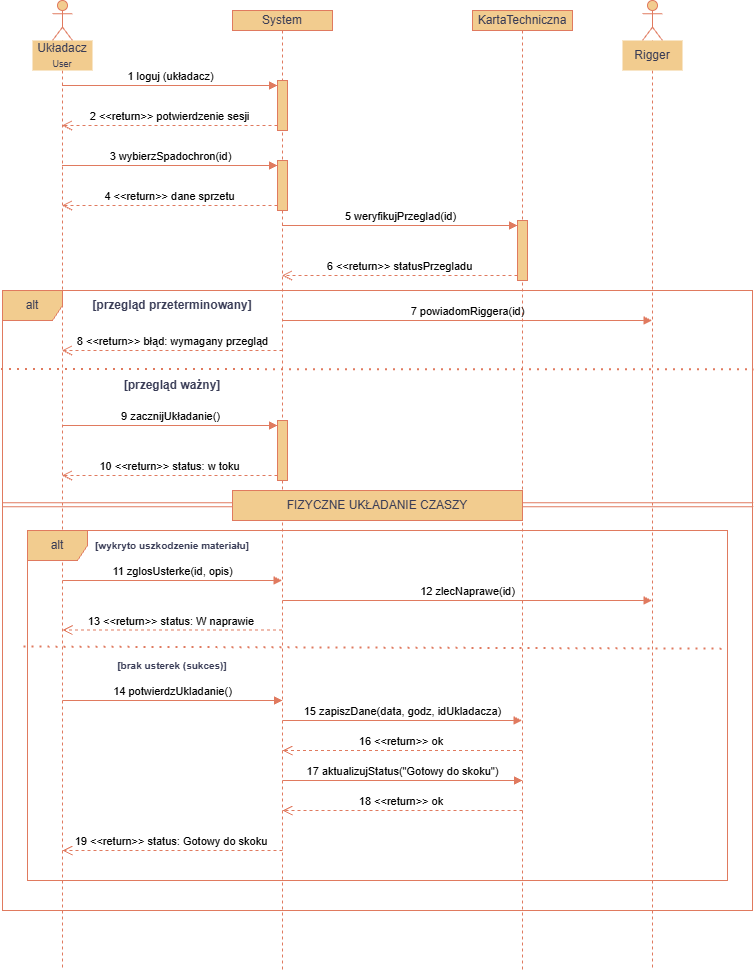 Układacz
User
System
KartaTechniczna
Rigger
1 loguj (układacz)
2 <<return>> potwierdzenie sesji
3 wybierzSpadochron(id)
4 <<return>> dane sprzetu
5 weryfikujPrzeglad(id)
6 <<return>> statusPrzegladu
alt
[przegląd przeterminowany]
7 powiadomRiggera(id)
8 <<return>> błąd: wymagany przegląd
[przegląd ważny]
9 zacznijUkładanie()
10 <<return>> status: w toku
FIZYCZNE UKŁADANIE CZASZY
alt
[wykryto uszkodzenie materiału]
11 zglosUsterke(id, opis)
12 zlecNaprawe(id)
13 <<return>> status: W naprawie
[brak usterek (sukces)]
14 potwierdzUkladanie()
15 zapiszDane(data, godz, idUkladacza)
16 <<return>> ok
17 aktualizujStatus("Gotowy do skoku")
18 <<return>> ok
19 <<return>> status: Gotowy do skoku